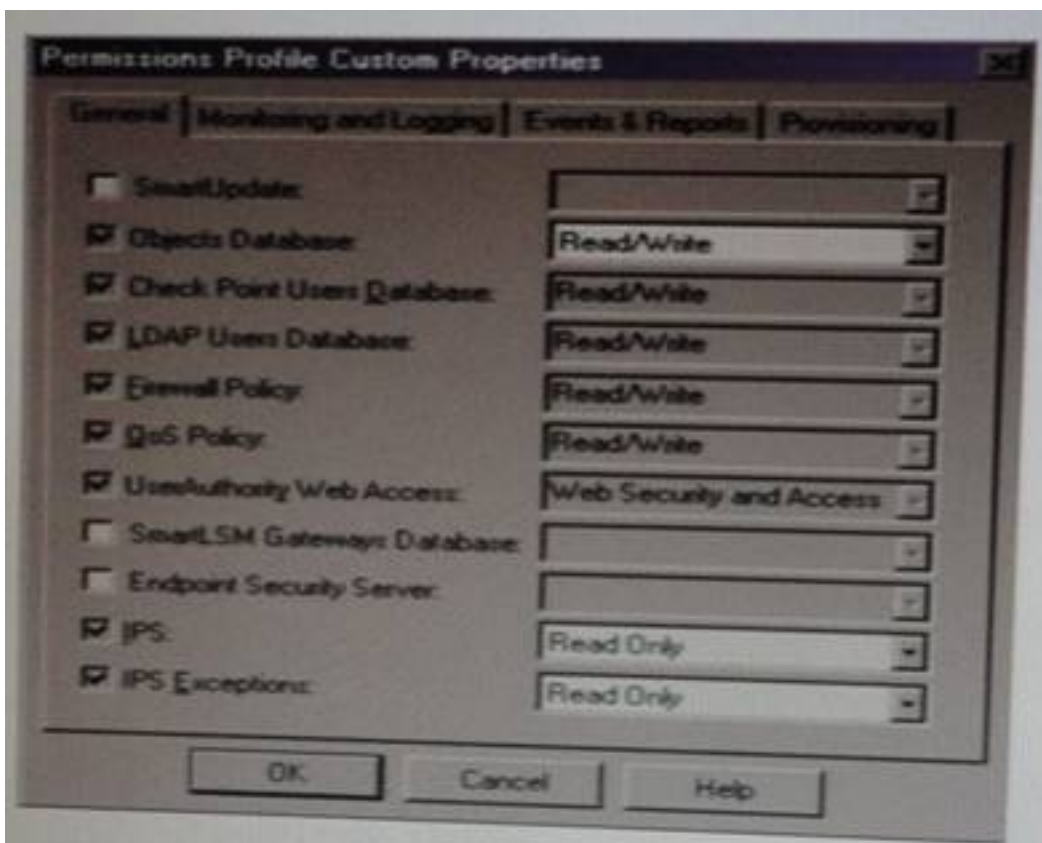 Permissions Profile Custom Properties
General Monitoring and Logging Events & Reports Provisioning
SmartUpdate:
Objects Database: Read/Write
Check Point Users Database: Read/Write
LDAP Users Database: Read/Write
Firewall Policy: Read/Write
QoS Policy: Read/Write
UserAuthority Web Access: Web Security and Access
SmartLSM Gateways Database:
Endpoint Security Server:
IPS: Read Only
IPS Exceptions: Read Only
OK Cancel Help